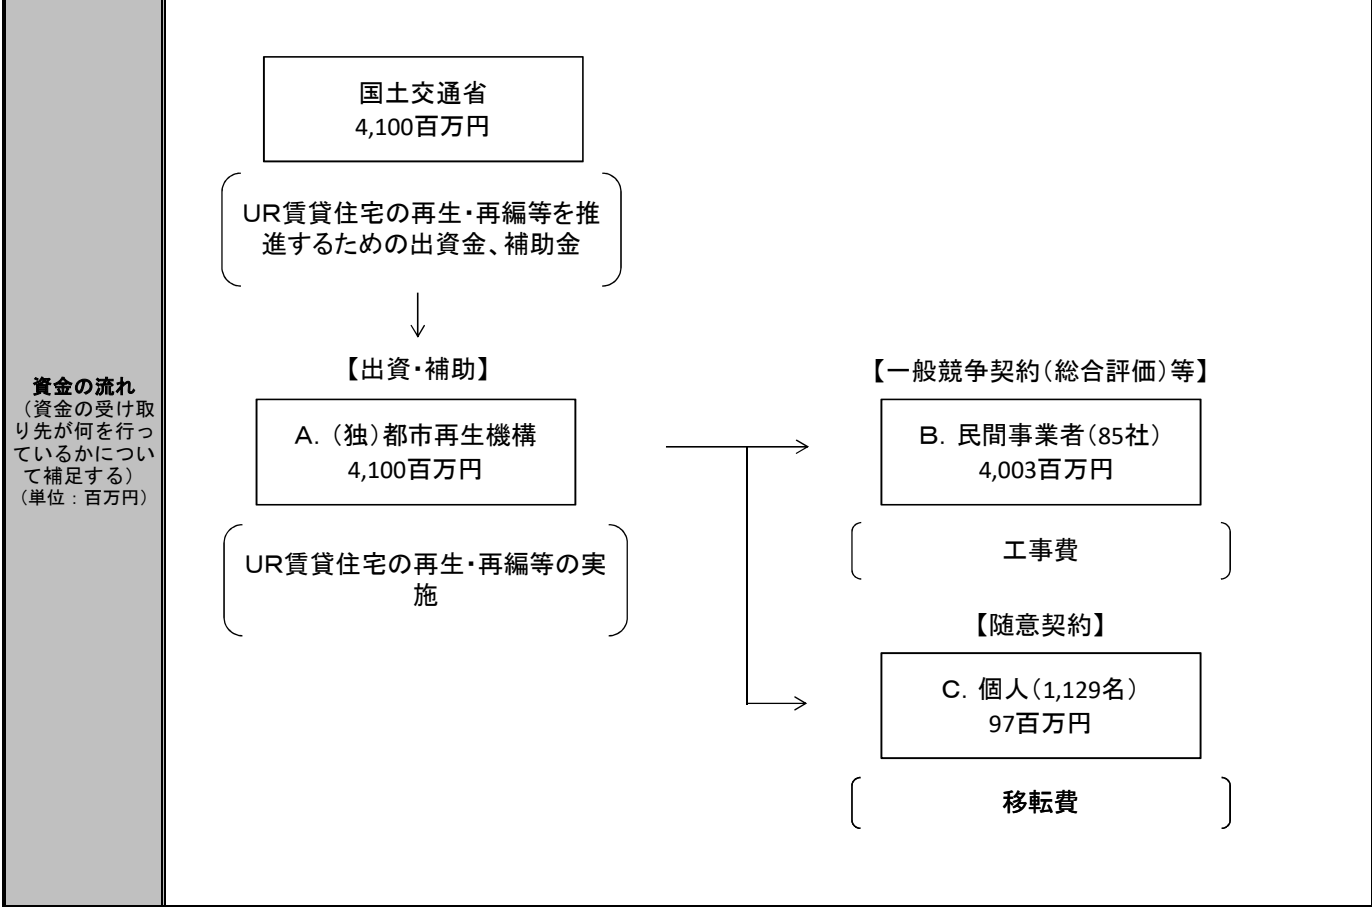 資金の流れ
（資金の受け取
り先が何を行っ
ているかについ
て補足する）
（単位：百万円）
国土交通省
4,100百万円
UR賃貸住宅の再生・再編等を推
進するための出資金、補助金
【出資・補助】
A．（独）都市再生機構
4,100百万円
UR賃貸住宅の再生・再編等の実
施
【一般競争契約（総合評価）等】
B．民間事業者（85社）
4,003百万円
工事費
【随意契約】
C．個人（1,129名）
97百万円
移転費